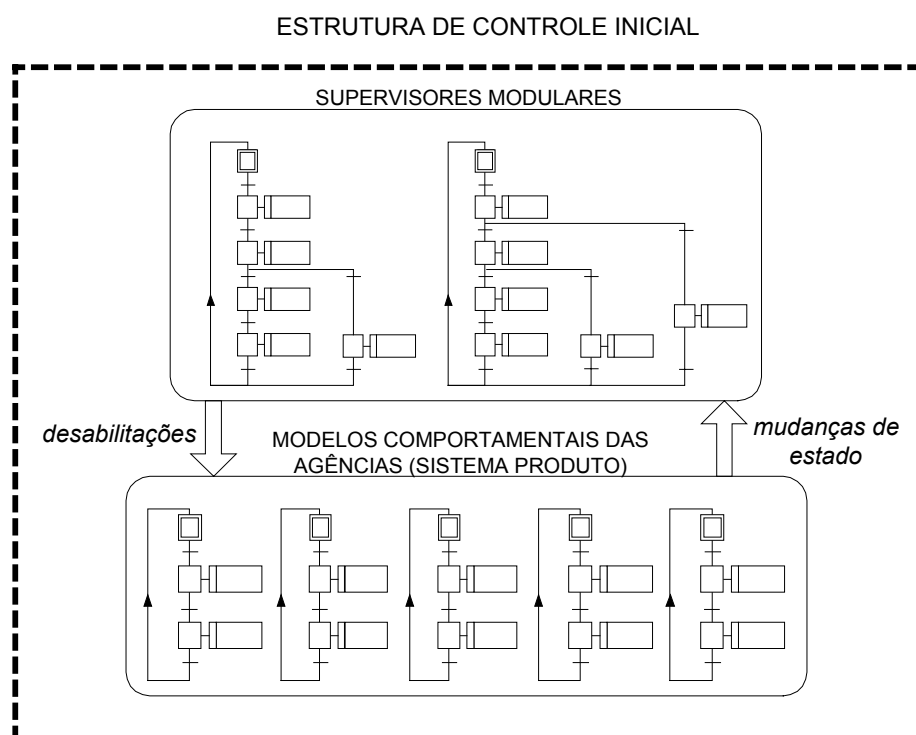 ESTRUTURA DE CONTROLE INICIAL
SUPERVISORES MODULARES
desabilitações
MODELOS COMPORTAMENTAIS DAS
AGÊNCIAS (SISTEMA PRODUTO)
mudanças de
estado